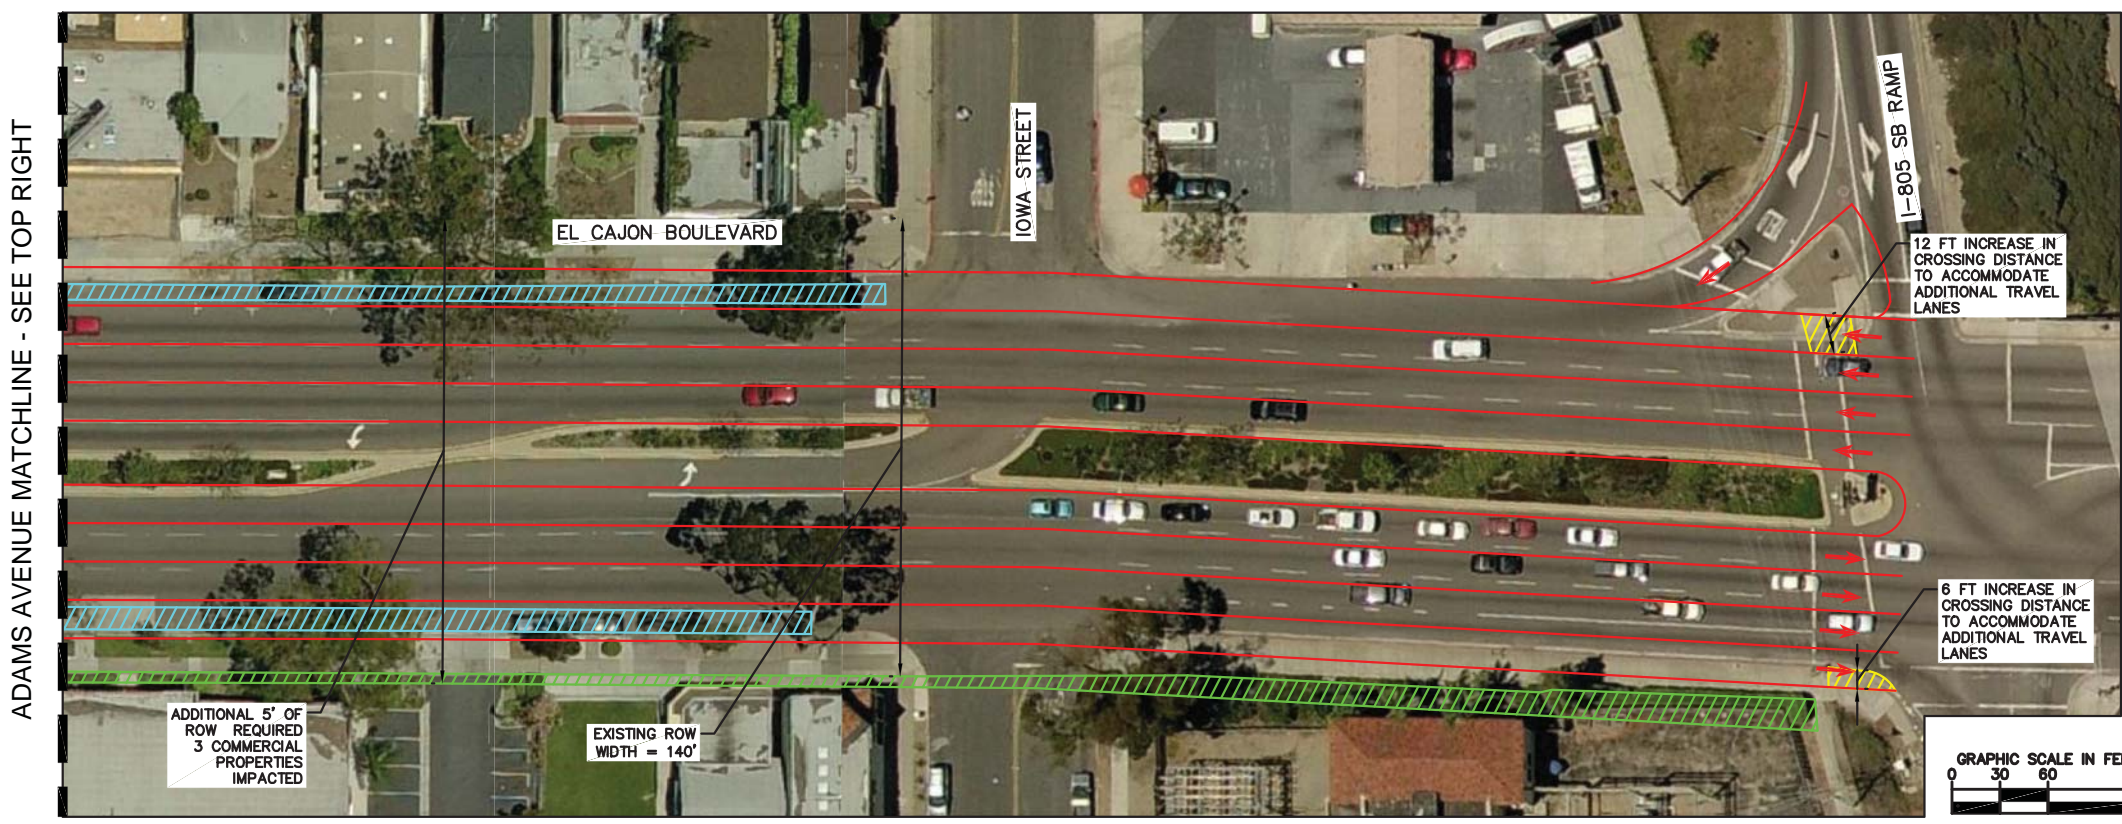 ADAMS AVENUE MATCHLINE - SEE TOP RIGHT
EL CAJON BOULEVARD
IOWA STREET
I-805 SB RAMP
12 FT INCREASE IN
CROSSING DISTANCE
TO ACCOMMODATE
ADDITIONAL TRAVEL
LANES
6 FT INCREASE IN
CROSSING DISTANCE
TO ACCOMMODATE
ADDITIONAL TRAVEL
LANES
ADDITIONAL 5' OF
ROW REQUIRED
3 COMMERCIAL
PROPERTIES
IMPACTED
EXISTING ROW
WIDTH = 140'
GRAPHIC SCALE IN
0 30 60